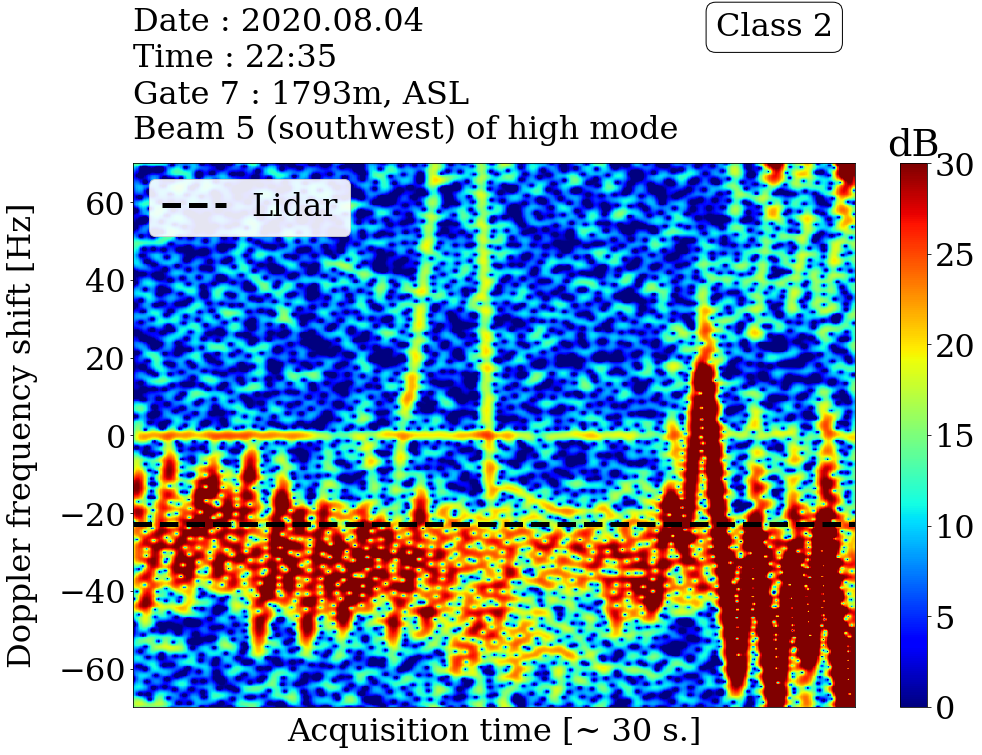 Date : 2020.08.04
Time : 22:35
Gate 7 : 1793m, ASL
Beam 5 (southwest) of high mode
Class 2
dB
Lidar
Doppler frequency shift [Hz]
60
40
20
0
−20
−40
−60
30
25
20
15
10
5
0
Acquisition time [~ 30 s.]